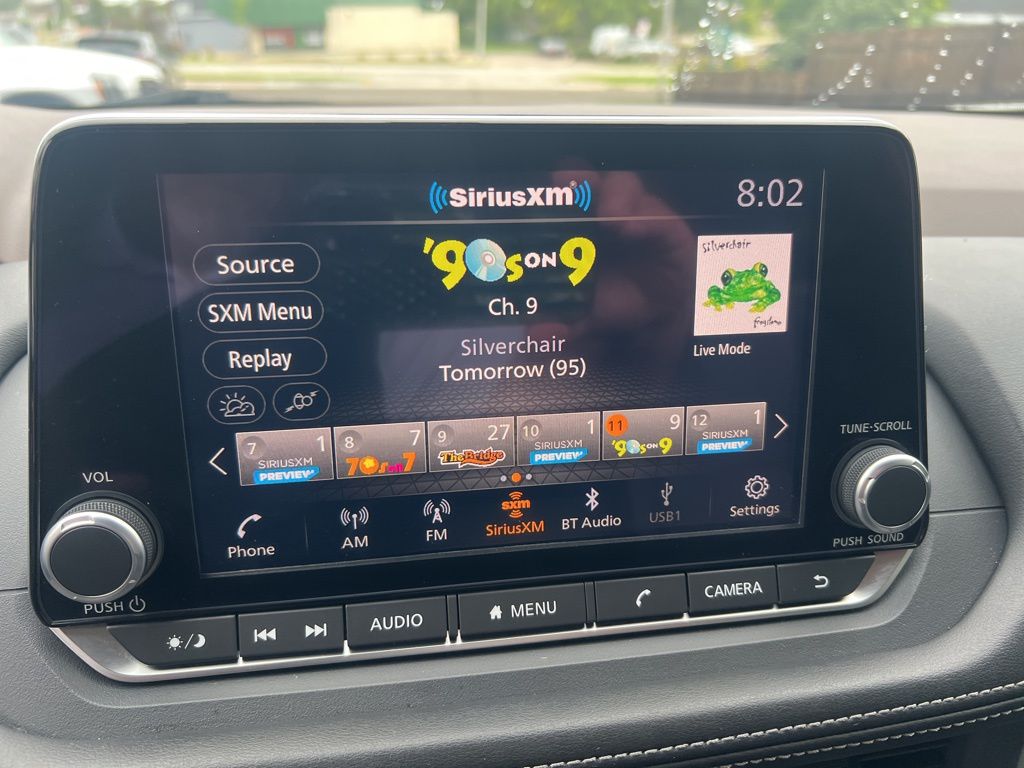 SiriusXM
8:02
'90s ON 9
Source
SXM Menu
Replay
Ch. 9
Silverchair
Tomorrow (95)
silverchair
frogstomp
Live Mode
7 1
SIRIUSXM
PREVIEW
8 7
70s on 7
9 27
The Bridge
10 1
SIRIUSXM
PREVIEW
11 9
'90s ON 9
12 1
SIRIUSXM
PREVIEW
Phone
AM
FM
sxm
SiriusXM
BT Audio
USB1
Settings
VOL
PUSH
TUNE·SCROLL
PUSH SOUND
AUDIO
MENU
CAMERA